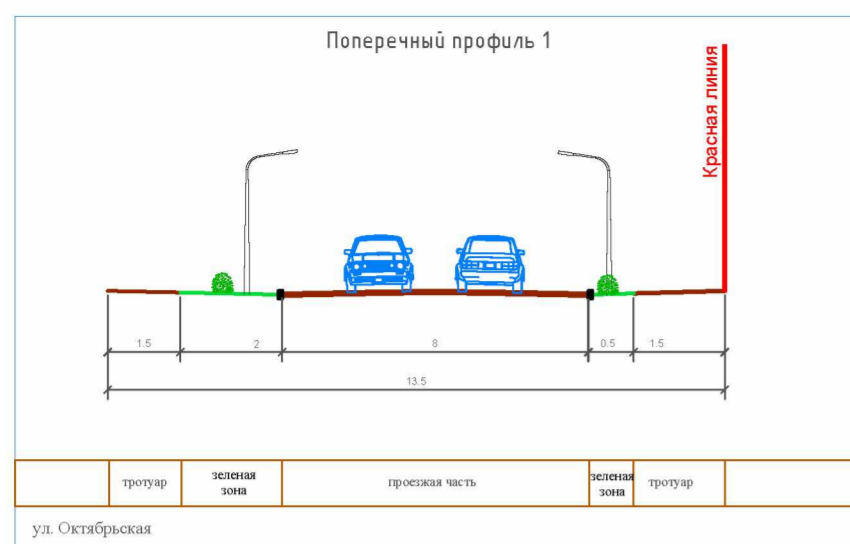 Поперечный профиль 1
Красная линия
1.5 2 8 0.5 1.5
13.5
тротуар зеленая зона проезжая часть зеленая зона тротуар
ул. Октябрьская